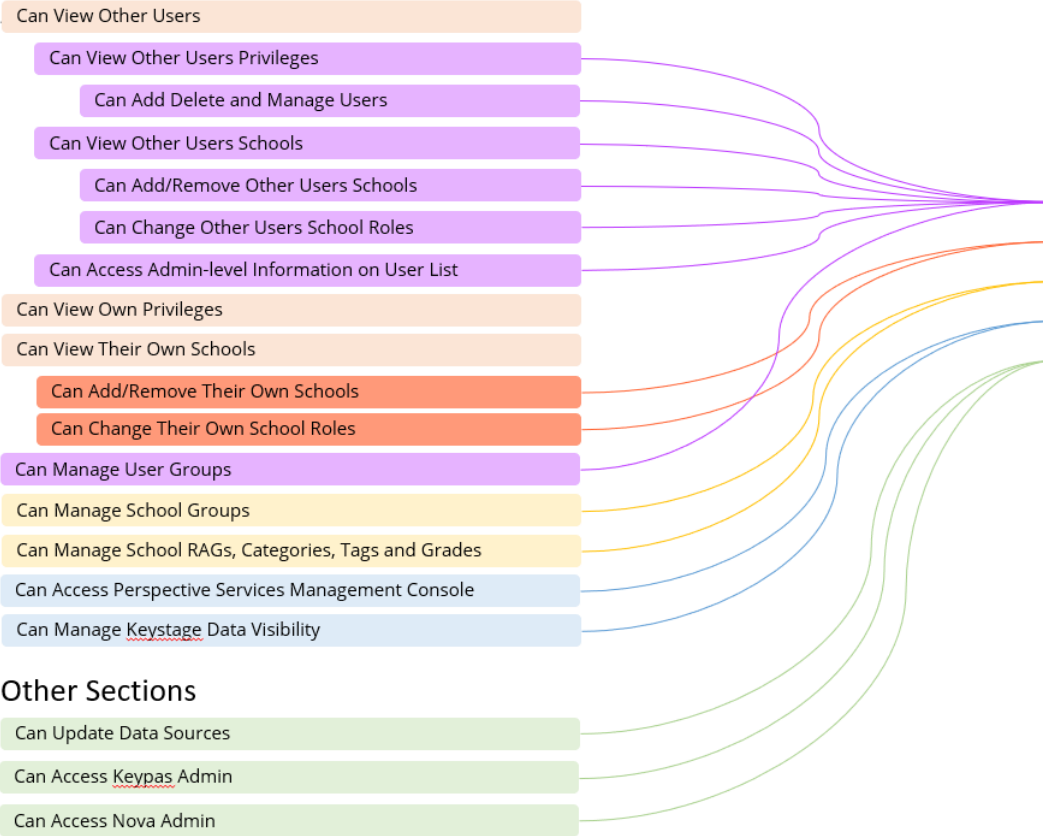 Can View Other Users
Can View Other Users Privileges
Can Add Delete and Manage Users
Can View Other Users Schools
Can Add/Remove Other Users Schools
Can Change Other Users School Roles
Can Access Admin-level Information on User List
Can View Own Privileges
Can View Their Own Schools
Can Add/Remove Their Own Schools
Can Change Their Own School Roles
Can Manage User Groups
Can Manage School Groups
Can Manage School RAGs, Categories, Tags and Grades
Can Access Perspective Services Management Console
Can Manage Keystage Data Visibility
Other Sections
Can Update Data Sources
Can Access Keypas Admin
Can Access Nova Admin